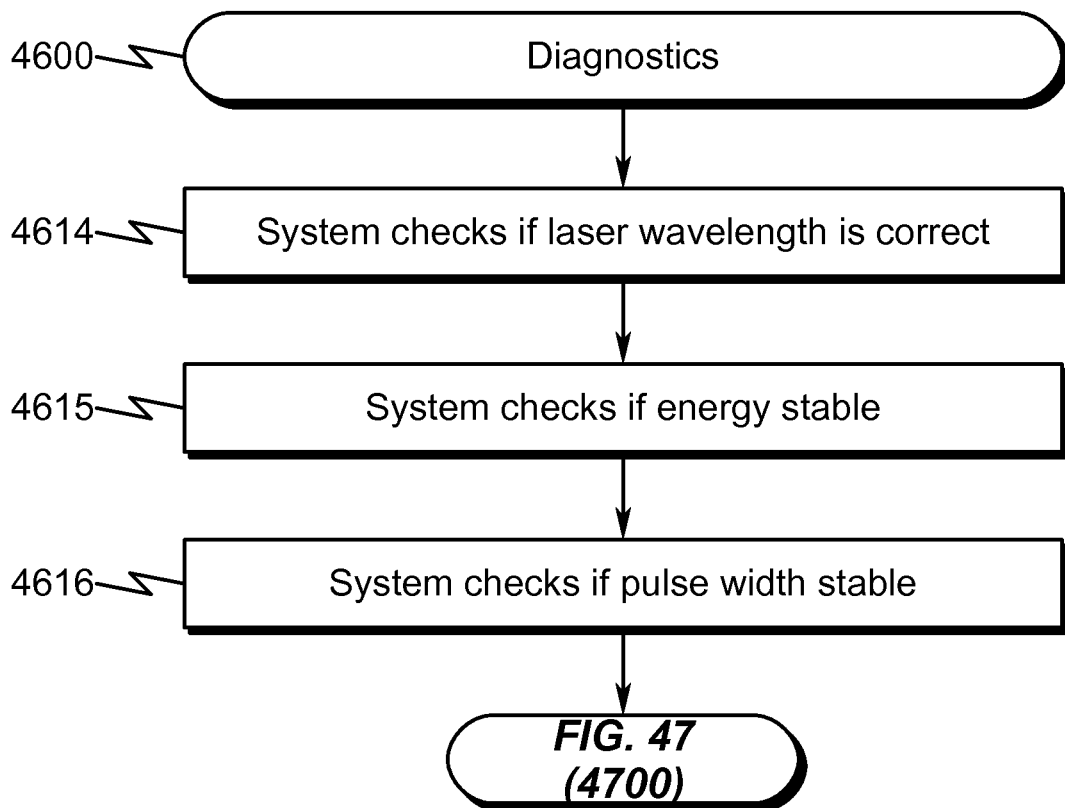 4600 Diagnostics
4614 System checks if laser wavelength is correct
4615 System checks if energy stable
4616 System checks if pulse width stable
FIG. 47
(4700)